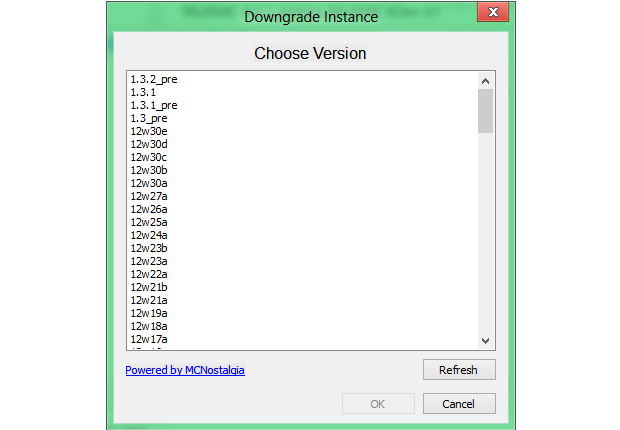 Downgrade Instance
Choose Version
1.3.2_pre
1.3.1
1.3.1_pre
1.3_pre
12w30e
12w30d
12w30c
12w30b
12w30a
12w27a
12w26a
12w25a
12w24a
12w23b
12w23a
12w22a
12w21b
12w21a
12w19a
12w18a
12w17a
Powered by MCNostalgia
Refresh
OK
Cancel